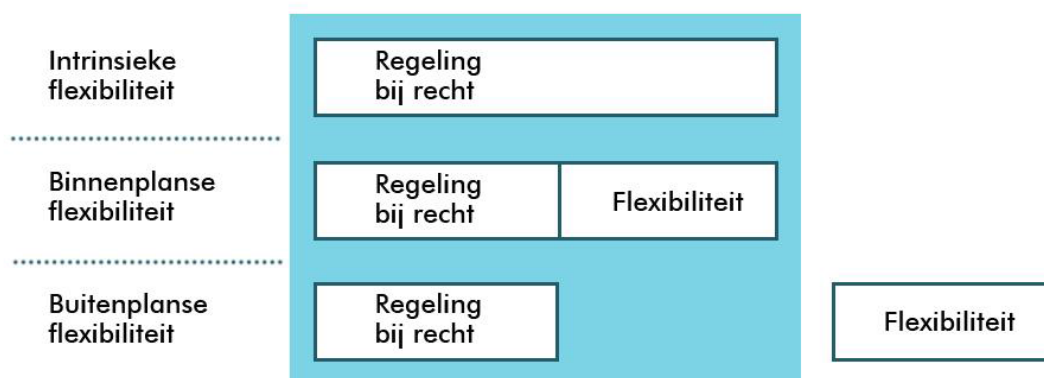 Intrinsieke
flexibiliteit
Regeling
bij recht
Binnenplanse
flexibiliteit
Regeling
bij recht
Flexibiliteit
Buitenplanse
flexibiliteit
Regeling
bij recht
Flexibiliteit